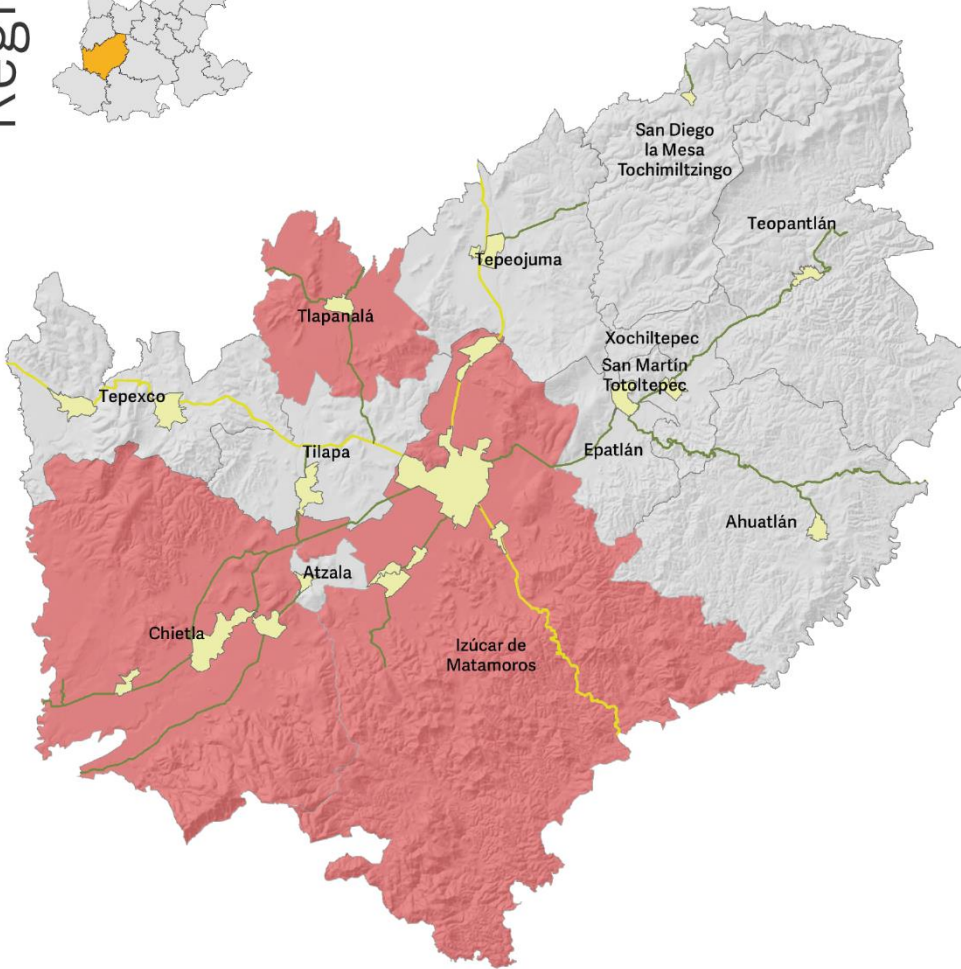 San Diego
la Mesa
Tochimiltzingo
Teopantlán
Tepeojuma
Tlapanalá
Xochiltepec
San Martín
Totoltepec
Tepexco
Tilapa
Epatlán
Ahuatlán
Atzala
Chietla
Izúcar de
Matamoros